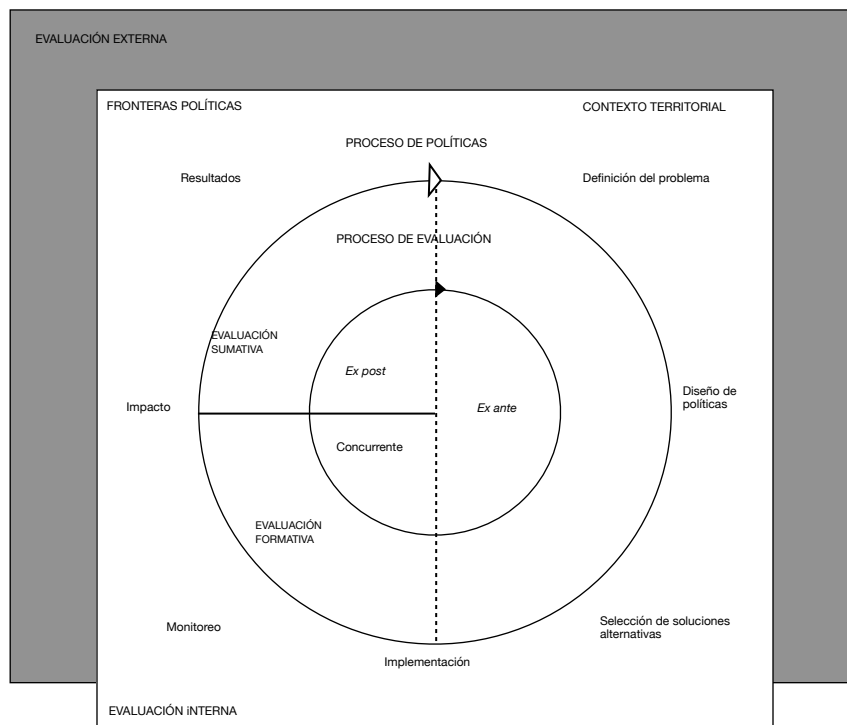 EVALUACIÓN EXTERNA
FRONTERAS POLÍTICAS
CONTEXTO TERRITORIAL
PROCESO DE POLÍTICAS
Resultados
Definición del problema
PROCESO DE EVALUACIÓN
EVALUACIÓN
SUMATIVA
Ex post
Impacto
Ex ante
Diseño de
políticas
Concurrente
EVALUACIÓN
FORMATIVA
Monitoreo
Selección de soluciones
alternativas
Implementación
EVALUACIÓN iNTERNA